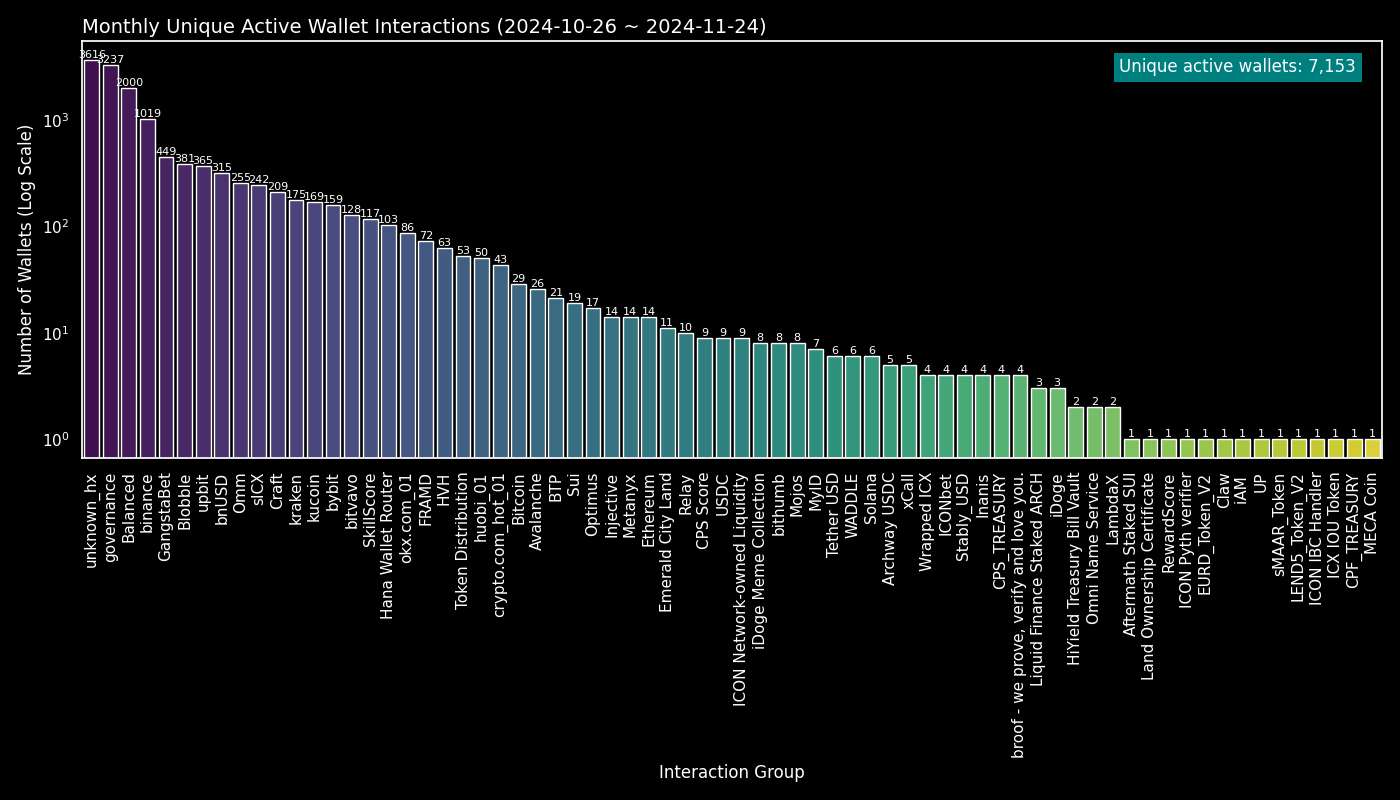 Monthly Unique Active Wallet Interactions (2024-10-26 ~ 2024-11-24)
Unique active wallets: 7,153
Number of Wallets (Log Scale)
10³
10²
10¹
10⁰
3616
3237
2000
1019
449
381
365
315
255
242
209
175
169
159
128
117
103
86
72
63
53
50
43
29
26
21
19
17
14
14
14
11
10
9
9
9
8
8
8
7
6
6
6
5
5
4
4
4
4
4
4
3
3
2
2
2
1
1
1
1
1
1
1
1
1
1
1
1
1
1
unknown_hx
governance
Balanced
binance
GangstaBet
Blobble
upbit
bnUSD
Omm
sICX
Craft
kraken
kucoin
bybit
bitvavo
SkillScore
Hana Wallet Router
okx.com_01
FRAMD
HVH
Token Distribution
huobi_01
crypto.com_hot_01
Bitcoin
Avalanche
BTP
Sui
Optimus
Injective
Metanyx
Ethereum
Emerald City Land
Relay
CPS Score
USDC
ICON Network-owned Liquidity
iDoge Meme Collection
bithumb
Mojos
MyID
Tether USD
WADDLE
Solana
Archway USDC
xCall
Wrapped ICX
ICONbet
Stably_USD
Inanis
CPS_TREASURY
broof - we prove, verify and love you.
Liquid Finance Staked ARCH
iDoge
HiYield Treasury Bill Vault
Omni Name Service
LambdaX
Aftermath Staked SUI
Land Ownership Certificate
RewardScore
ICON Pyth verifier
EURD_Token_V2
Claw
iAM
UP
sMAAR_Token
LEND5_Token_V2
ICON IBC Handler
ICX IOU Token
CPF_TREASURY
_MECA Coin
Interaction Group